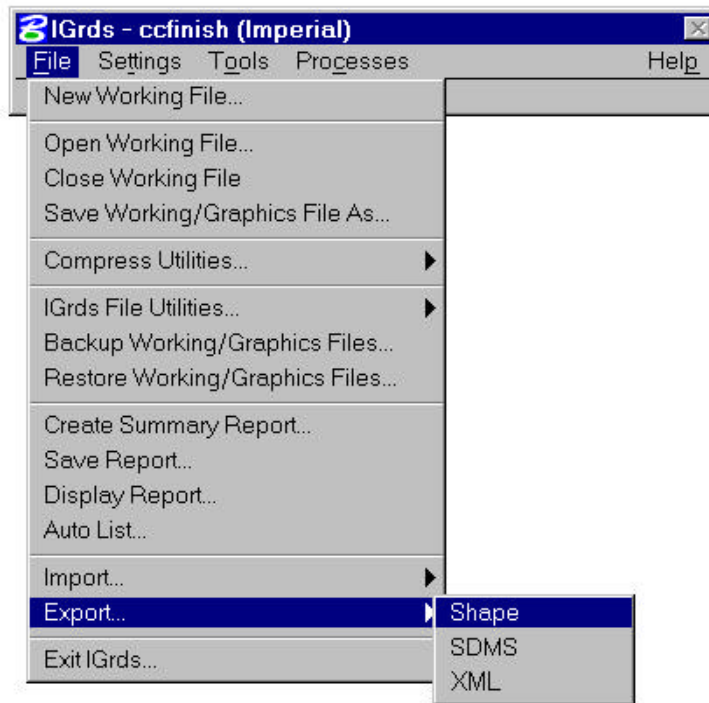 IGrds - ccfinish (Imperial)
File Settings Tools Processes Help
New Working File...
Open Working File...
Close Working File
Save Working/Graphics File As...
Compress Utilities...
IGrds File Utilities...
Backup Working/Graphics Files...
Restore Working/Graphics Files...
Create Summary Report...
Save Report...
Display Report...
Auto List...
Import...
Export...
Shape
SDMS
XML
Exit IGrds...